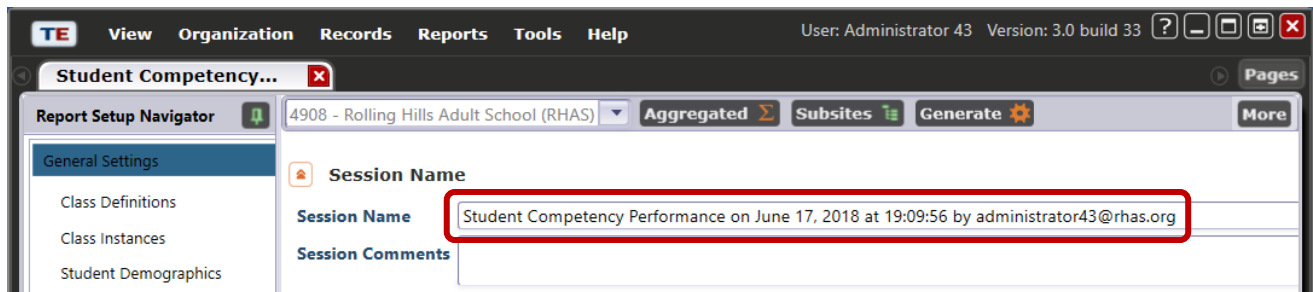 TE View Organization Records Reports Tools Help User: Administrator 43 Version: 3.0 build 33 ?
Student Competency... Pages
Report Setup Navigator 4908 - Rolling Hills Adult School (RHAS) Aggregated Σ Subsites Generate More
General Settings
Session Name
Class Definitions
Session Name Student Competency Performance on June 17, 2018 at 19:09:56 by administrator43@rhas.org
Class Instances
Session Comments
Student Demographics